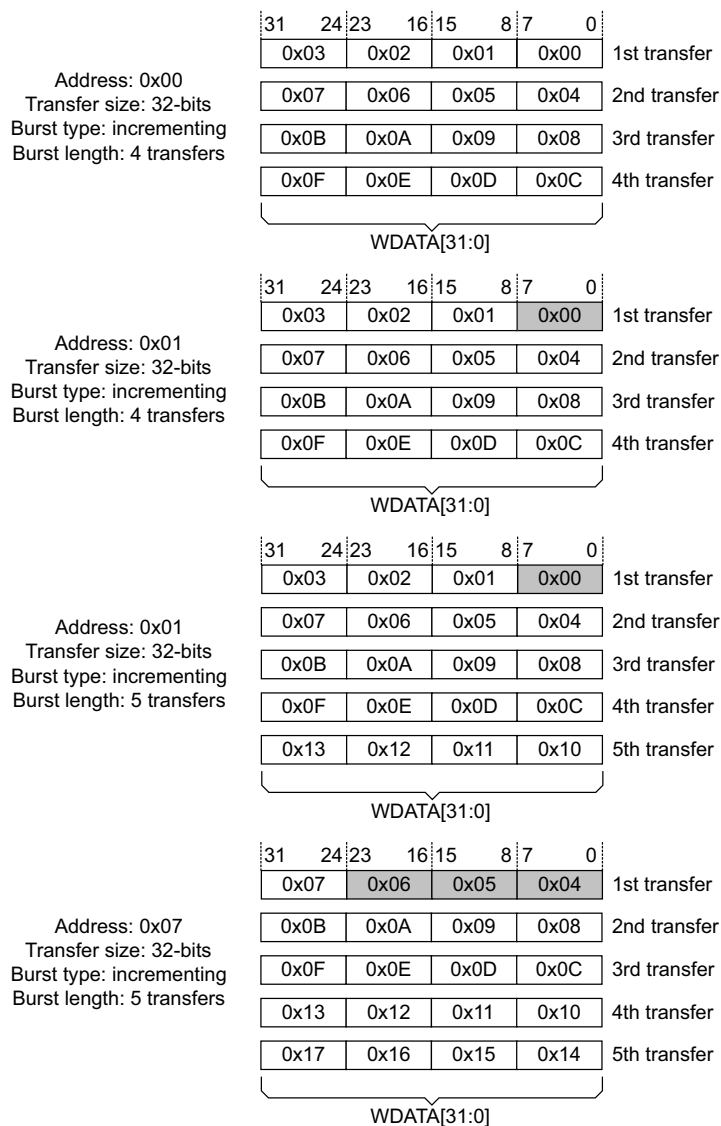 31 24 23 16 15 8 7 0
0x03 0x02 0x01 0x00 1st transfer
Address: 0x00
Transfer size: 32-bits
Burst type: incrementing
Burst length: 4 transfers
0x07 0x06 0x05 0x04 2nd transfer
0x0B 0x0A 0x09 0x08 3rd transfer
0x0F 0x0E 0x0D 0x0C 4th transfer
WDATA[31:0]
31 24 23 16 15 8 7 0
0x03 0x02 0x01 0x00 1st transfer
Address: 0x01
Transfer size: 32-bits
Burst type: incrementing
Burst length: 4 transfers
0x07 0x06 0x05 0x04 2nd transfer
0x0B 0x0A 0x09 0x08 3rd transfer
0x0F 0x0E 0x0D 0x0C 4th transfer
WDATA[31:0]
31 24 23 16 15 8 7 0
0x03 0x02 0x01 0x00 1st transfer
Address: 0x01
Transfer size: 32-bits
Burst type: incrementing
Burst length: 5 transfers
0x07 0x06 0x05 0x04 2nd transfer
0x0B 0x0A 0x09 0x08 3rd transfer
0x0F 0x0E 0x0D 0x0C 4th transfer
0x13 0x12 0x11 0x10 5th transfer
WDATA[31:0]
31 24 23 16 15 8 7 0
0x07 0x06 0x05 0x04 1st transfer
Address: 0x07
Transfer size: 32-bits
Burst type: incrementing
Burst length: 5 transfers
0x0B 0x0A 0x09 0x08 2nd transfer
0x0F 0x0E 0x0D 0x0C 3rd transfer
0x13 0x12 0x11 0x10 4th transfer
0x17 0x16 0x15 0x14 5th transfer
WDATA[31:0]